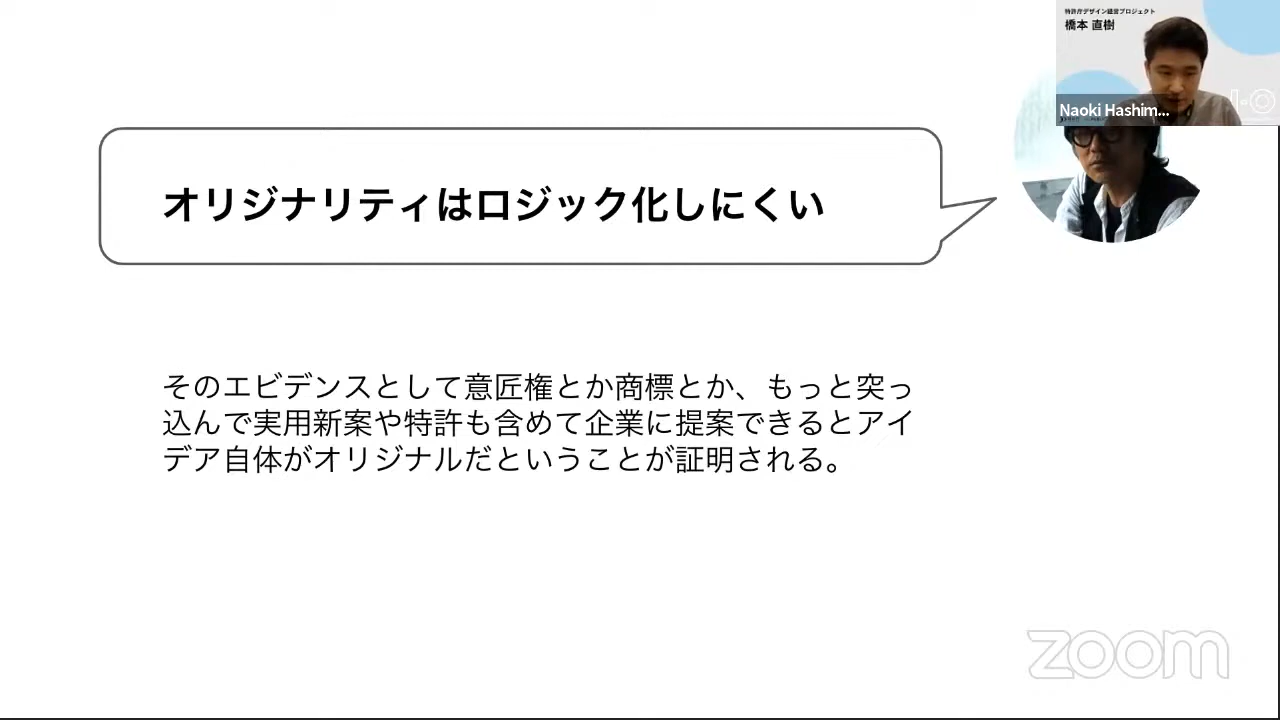 特許庁デザイン経営プロジェクト
橋本 直樹
Naoki Hashim...
オリジナリティはロジック化しにくい
そのエビデンスとして意匠権とか商標とか、もっと突っ
込んで実用新案や特許も含めて企業に提案できるとアイ
デア自体がオリジナルだということが証明される。
zoom